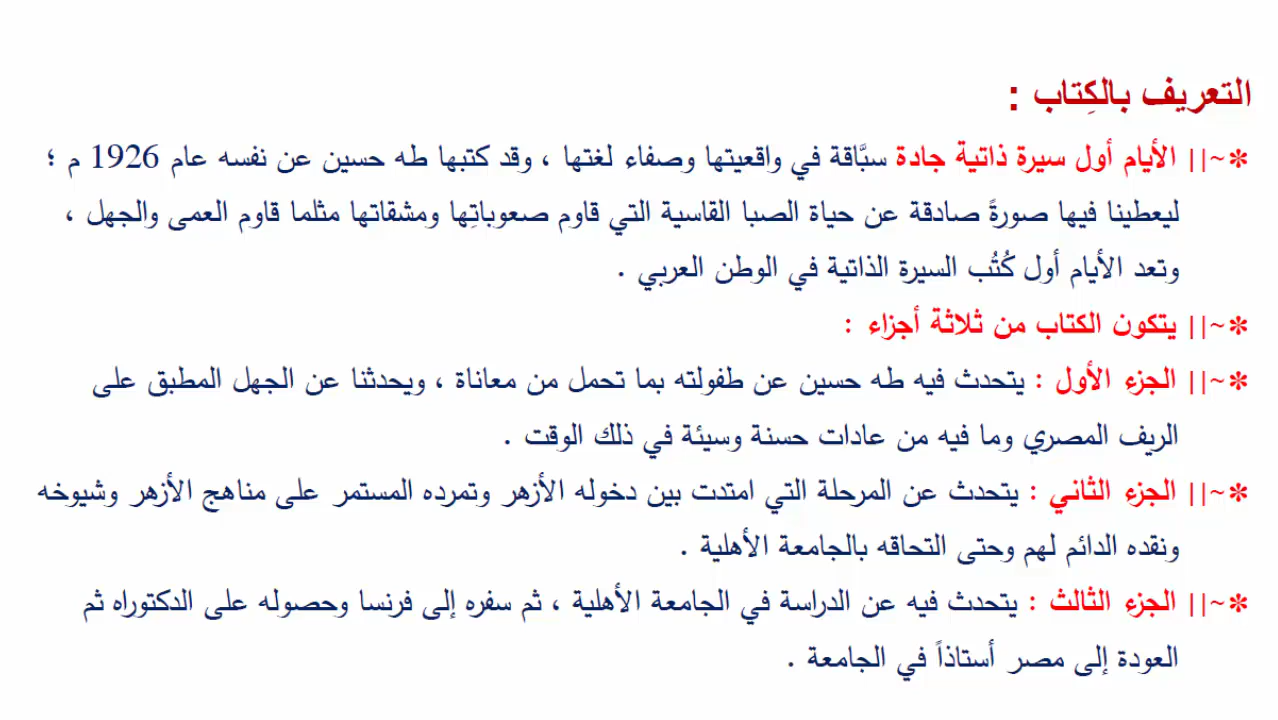 التعريف بالكِتاب :
*~|| الأيام أول سيرة ذاتية جادة سبَّاقة في واقعيتها وصفاء لغتها ، وقد كتبها طه حسين عن نفسه عام 1926 م ؛
ليعطينا فيها صورةً صادقة عن حياة الصبا القاسية التي قاوم صعوباتِها ومشقاتها مثلما قاوم العمى والجهل ،
وتعد الأيام أول كُتُب السيرة الذاتية في الوطن العربي .
*~|| يتكون الكتاب من ثلاثة أجزاء :
*~|| الجزء الأول : يتحدث فيه طه حسين عن طفولته بما تحمل من معاناة ، ويحدثنا عن الجهل المطبق على
الريف المصري وما فيه من عادات حسنة وسيئة في ذلك الوقت .
*~|| الجزء الثاني : يتحدث عن المرحلة التي امتدت بين دخوله الأزهر وتمرده المستمر على مناهج الأزهر وشيوخه
ونقده الدائم لهم وحتى التحاقه بالجامعة الأهلية .
*~|| الجزء الثالث : يتحدث فيه عن الدراسة في الجامعة الأهلية ، ثم سفره إلى فرنسا وحصوله على الدكتوراه ثم
العودة إلى مصر أستاذاً في الجامعة .